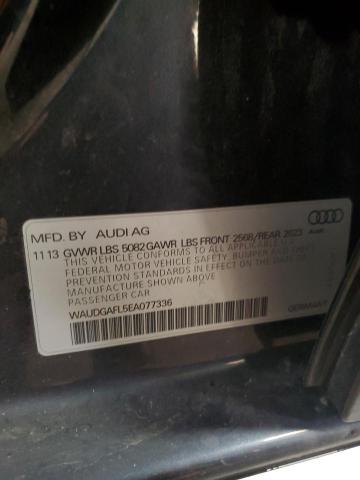 MFD. BY AUDI AG
11 13 GVWR LBS 5082 GAWR LBS FRONT 2568/REAR 2623
THIS VEHICLE CONFORMS TO ALL APPLICABLE U.S.
FEDERAL MOTOR VEHICLE SAFETY, BUMPER AND THEFT
PREVENTION STANDARDS IN EFFECT ON THE DATE OF
MANUFACTURE SHOWN ABOVE
PASSENGER CAR
WAUDGAFL5EA077336
Audi
GERMANY